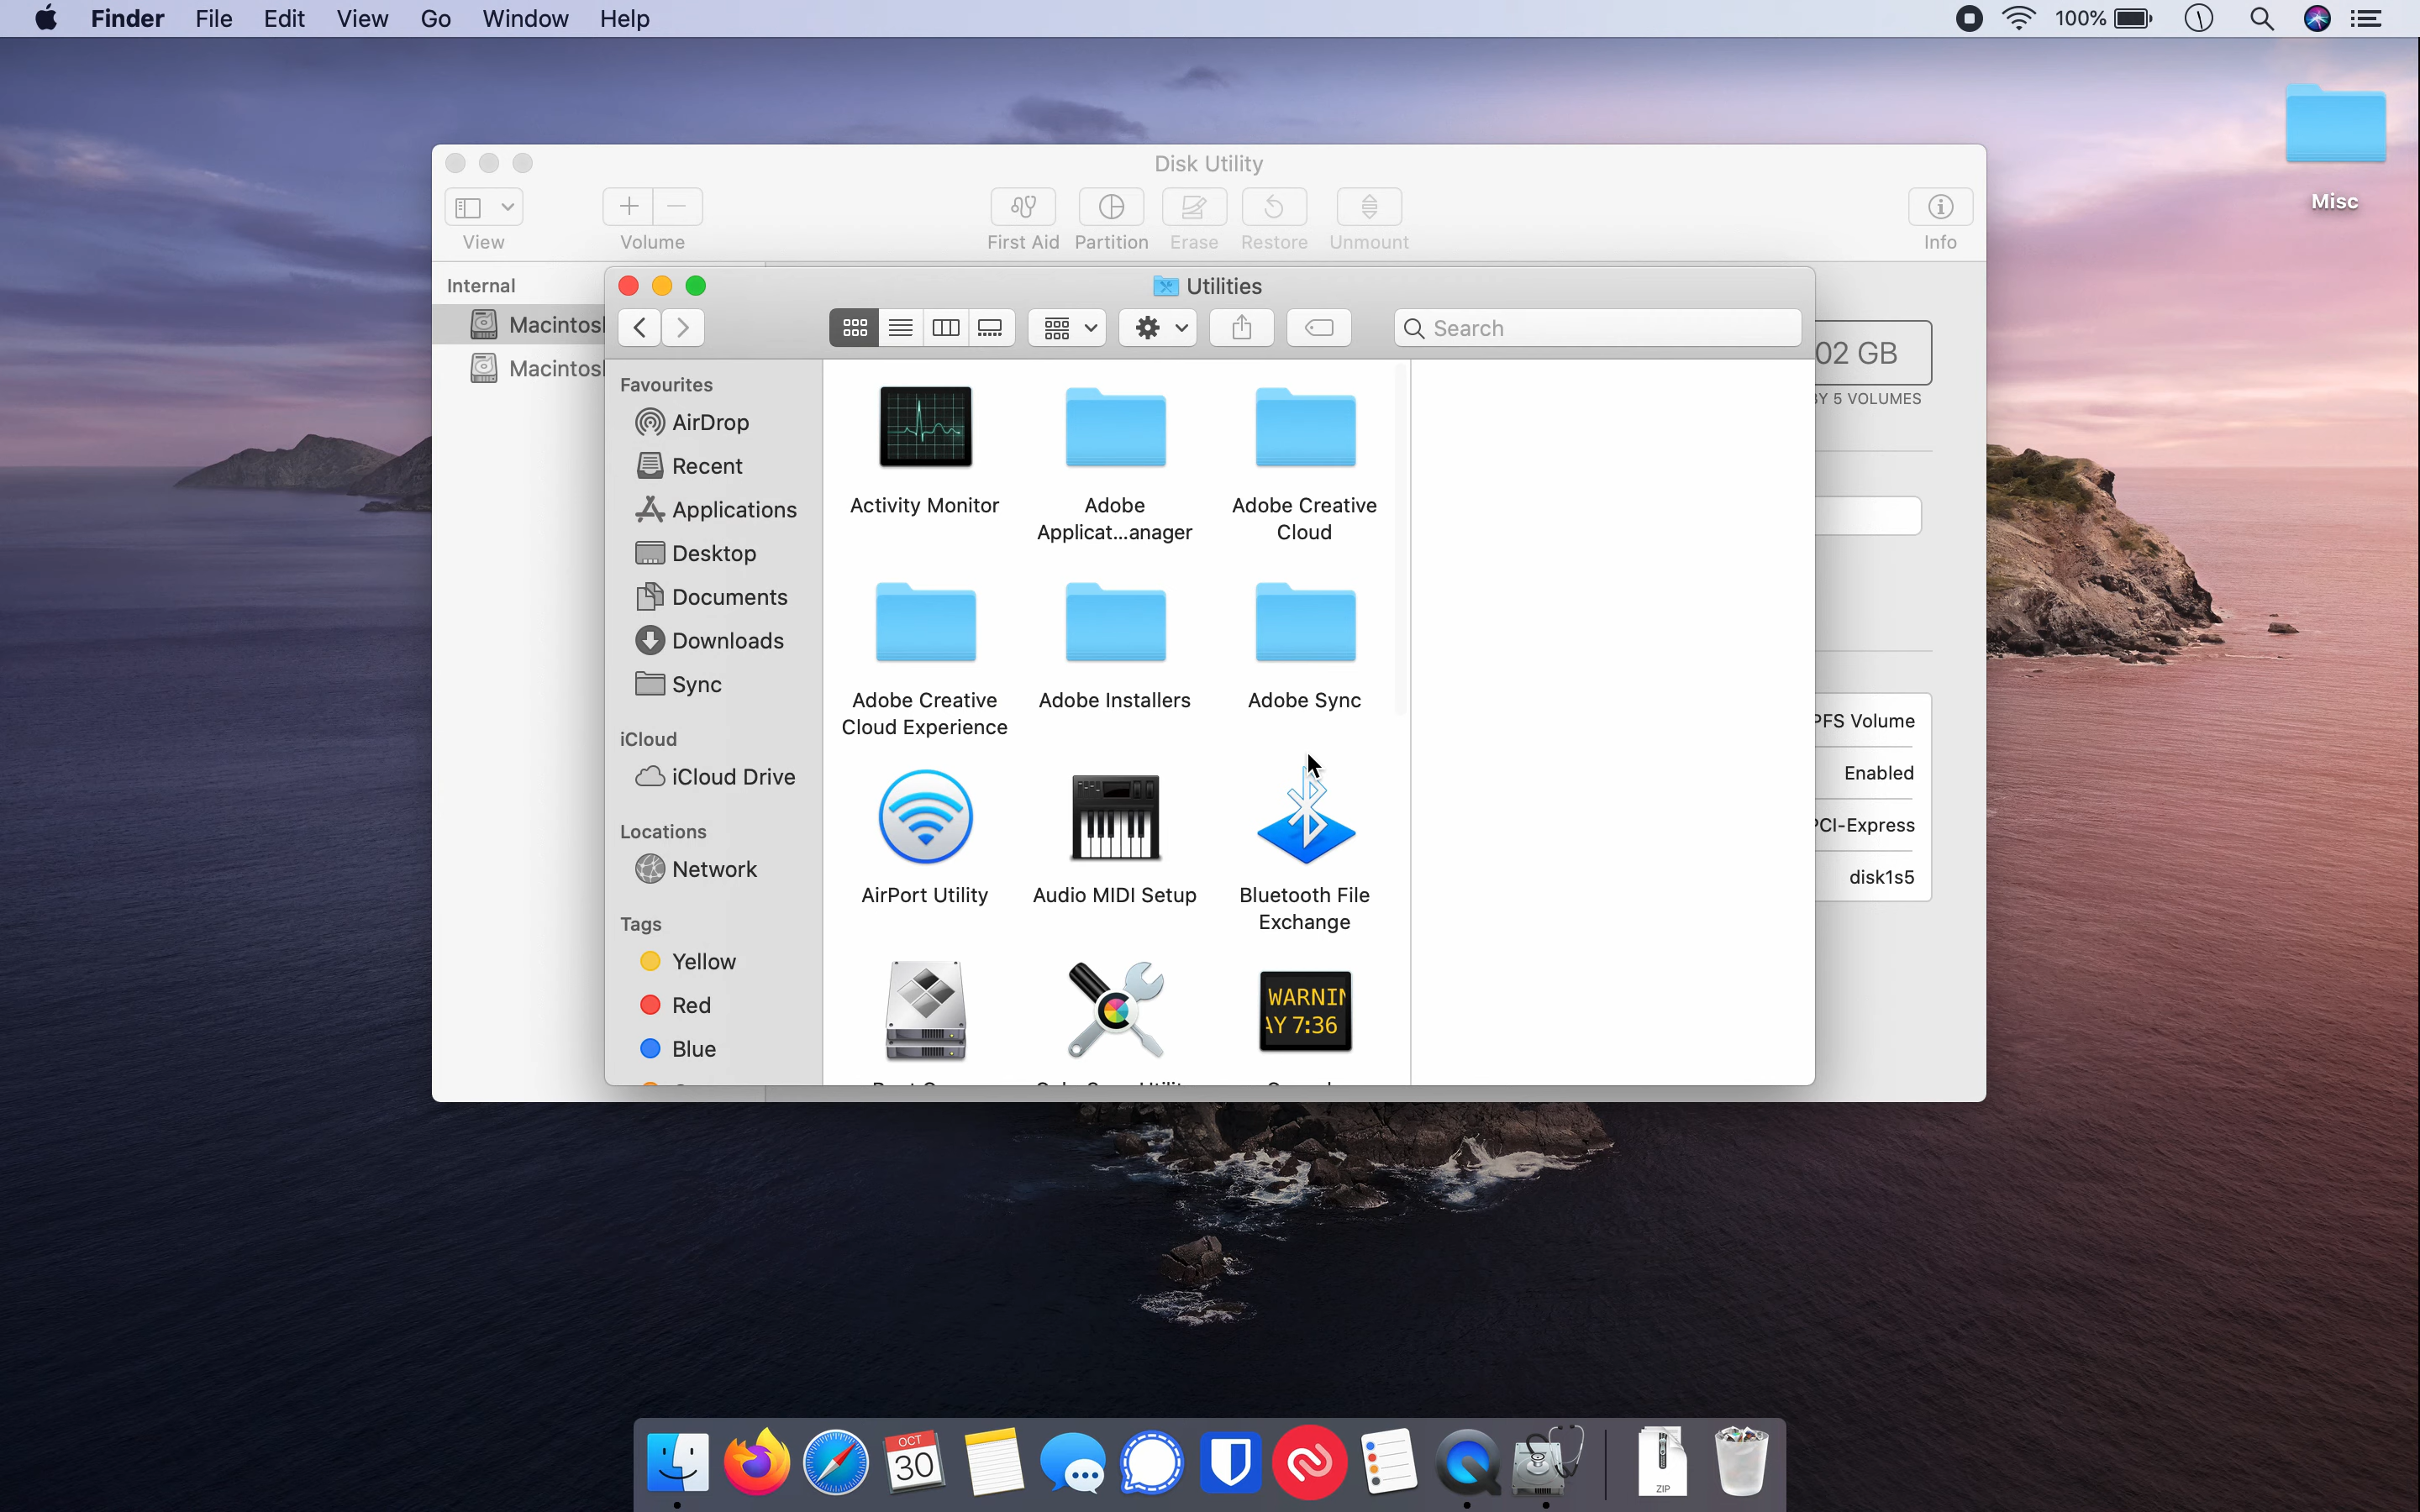 Finder File Edit View Go Window Help
100%
Misc
Disk Utility
View
Volume
First Aid
Partition
Erase
Restore
Unmount
Info
Internal
Macintosh
Macintosh
02 GB
BY 5 VOLUMES
PFS Volume
Enabled
PCI-Express
disk1s5
Utilities
Search
Favourites
AirDrop
Recent
Applications
Desktop
Documents
Downloads
Sync
iCloud
iCloud Drive
Locations
Network
Tags
Yellow
Red
Blue
Activity Monitor
Adobe
Applicat...anager
Adobe Creative
Cloud
Adobe Creative
Cloud Experience
Adobe Installers
Adobe Sync
AirPort Utility
Audio MIDI Setup
Bluetooth File
Exchange
WARNIN
AY 7:36
OCT
30
ZIP